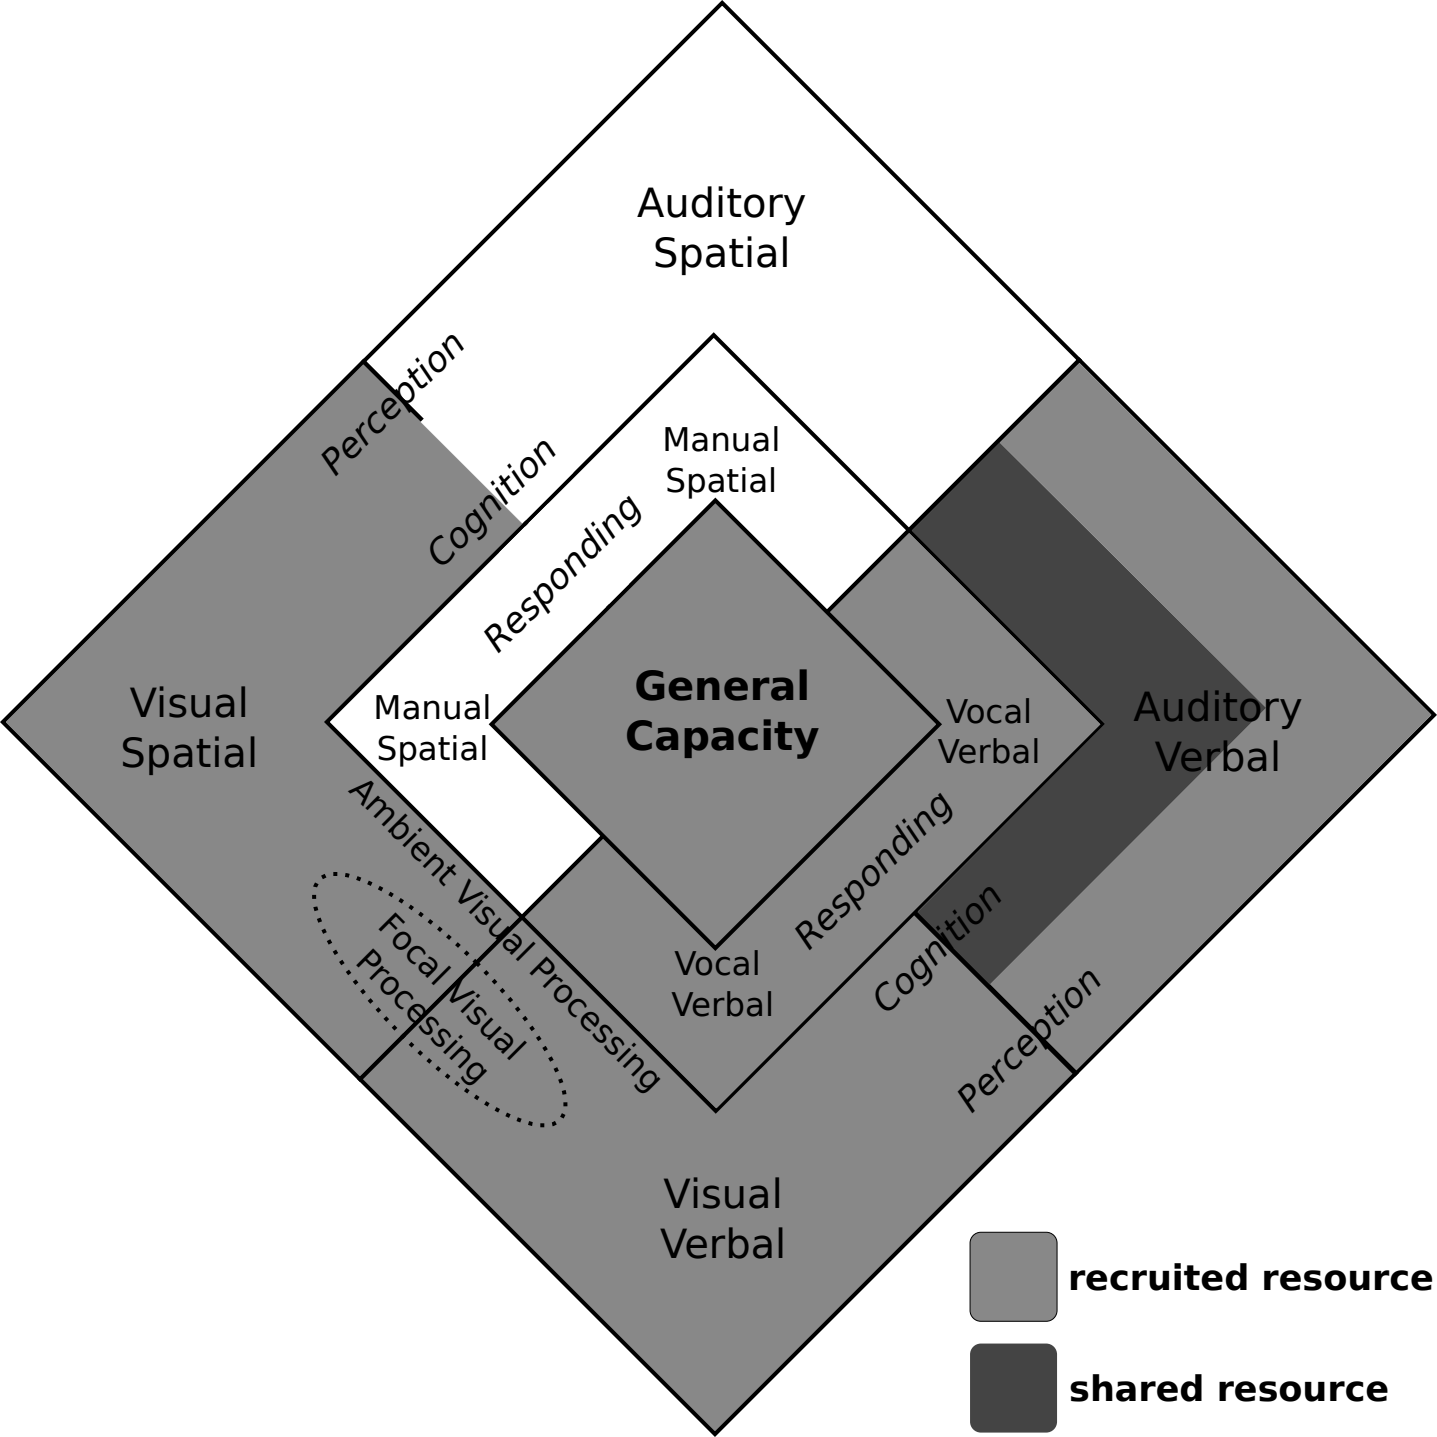 Auditory
Spatial
Perception
Cognition
Manual
Spatial
Responding
General
Capacity
Visual
Spatial
Manual
Spatial
Vocal
Verbal
Auditory
Verbal
Ambient Visual Processing
Focal Visual
Processing
Responding
Cognition
Perception
Vocal
Verbal
Visual
Verbal
recruited resource
shared resource